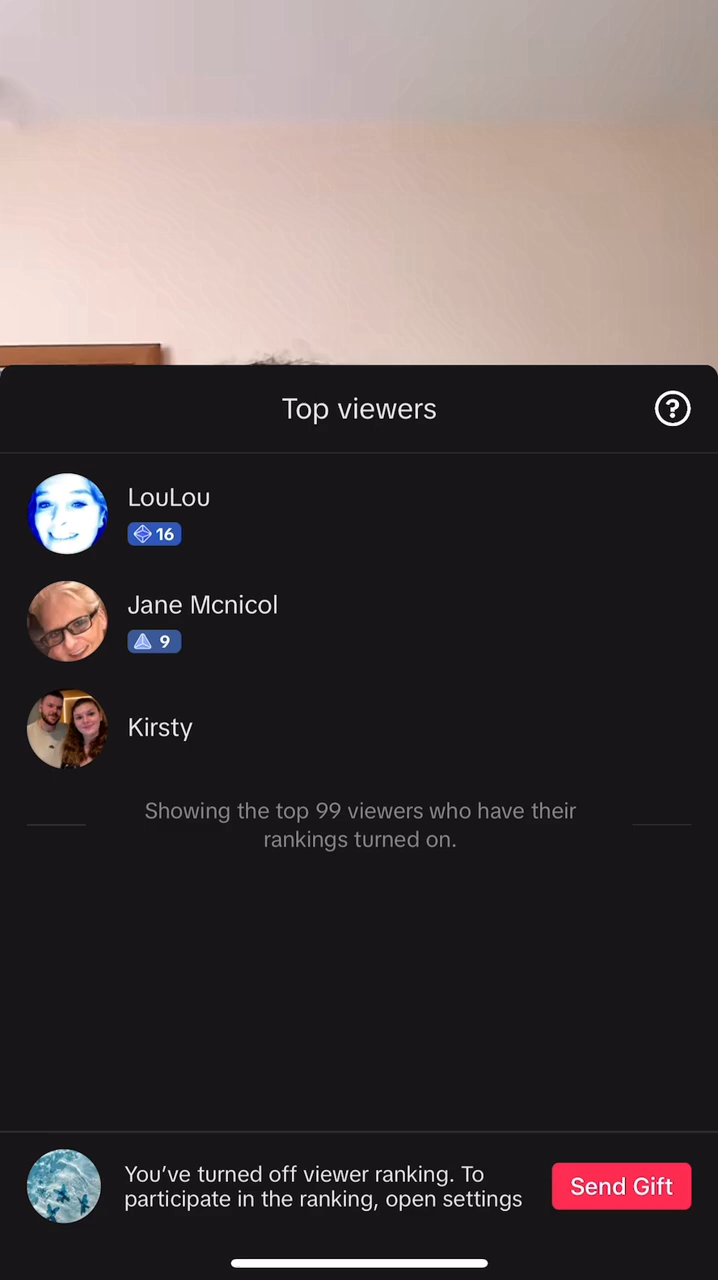 Top viewers
?
LouLou
16
Jane Mcnicol
9
Kirsty
Showing the top 99 viewers who have their
rankings turned on.
You’ve turned off viewer ranking. To
participate in the ranking, open settings
Send Gift